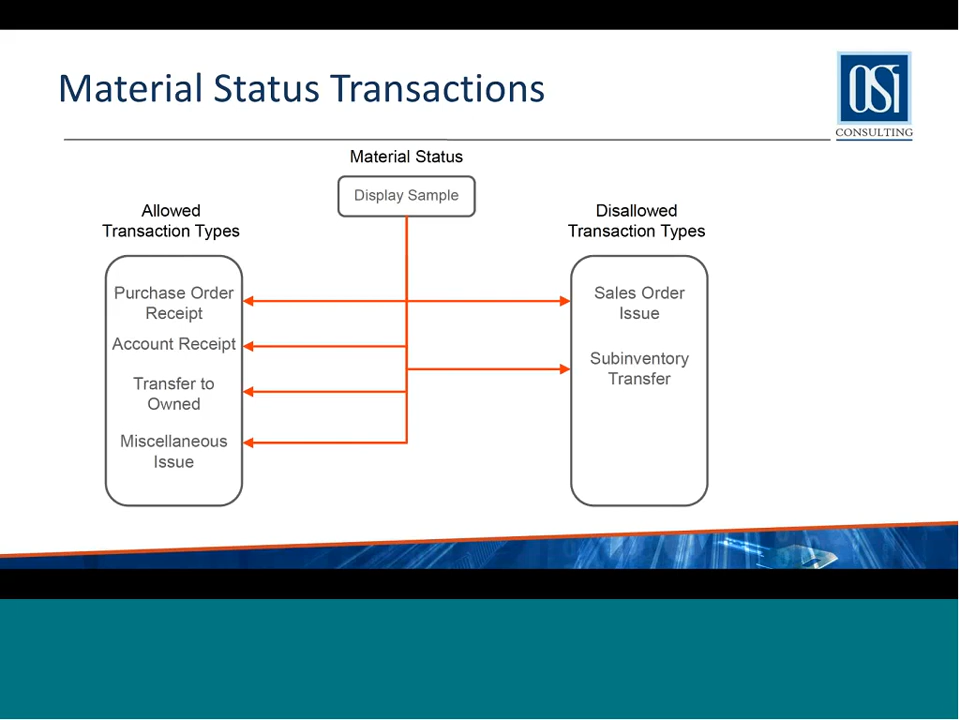 Material Status Transactions
OSi
CONSULTING
Material Status
Display Sample
Allowed
Transaction Types
Purchase Order
Receipt
Account Receipt
Transfer to
Owned
Miscellaneous
Issue
Disallowed
Transaction Types
Sales Order
Issue
Subinventory
Transfer